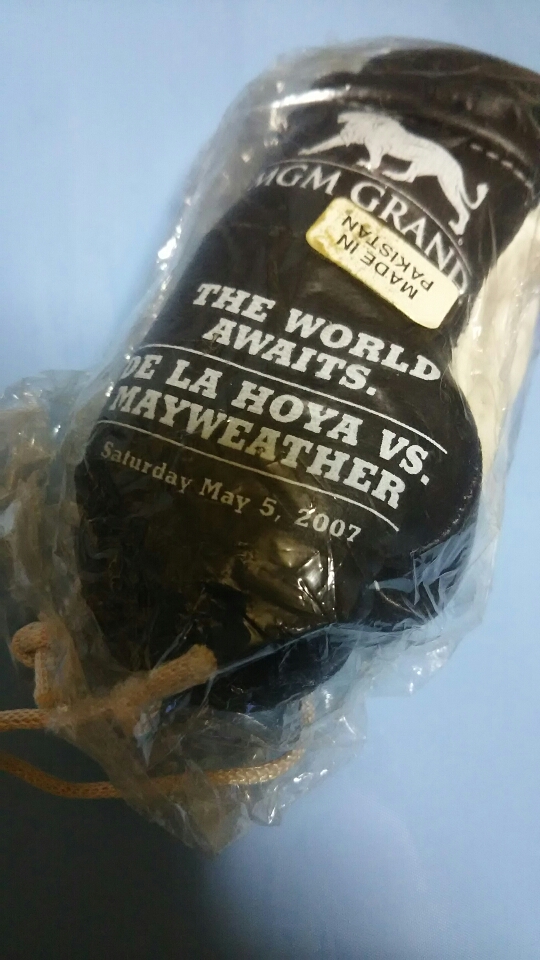 MGM GRAND
MADE IN
PAKISTAN
THE WORLD
AWAITS.
DE LA HOYA VS.
MAYWEATHER
Saturday May 5, 2007